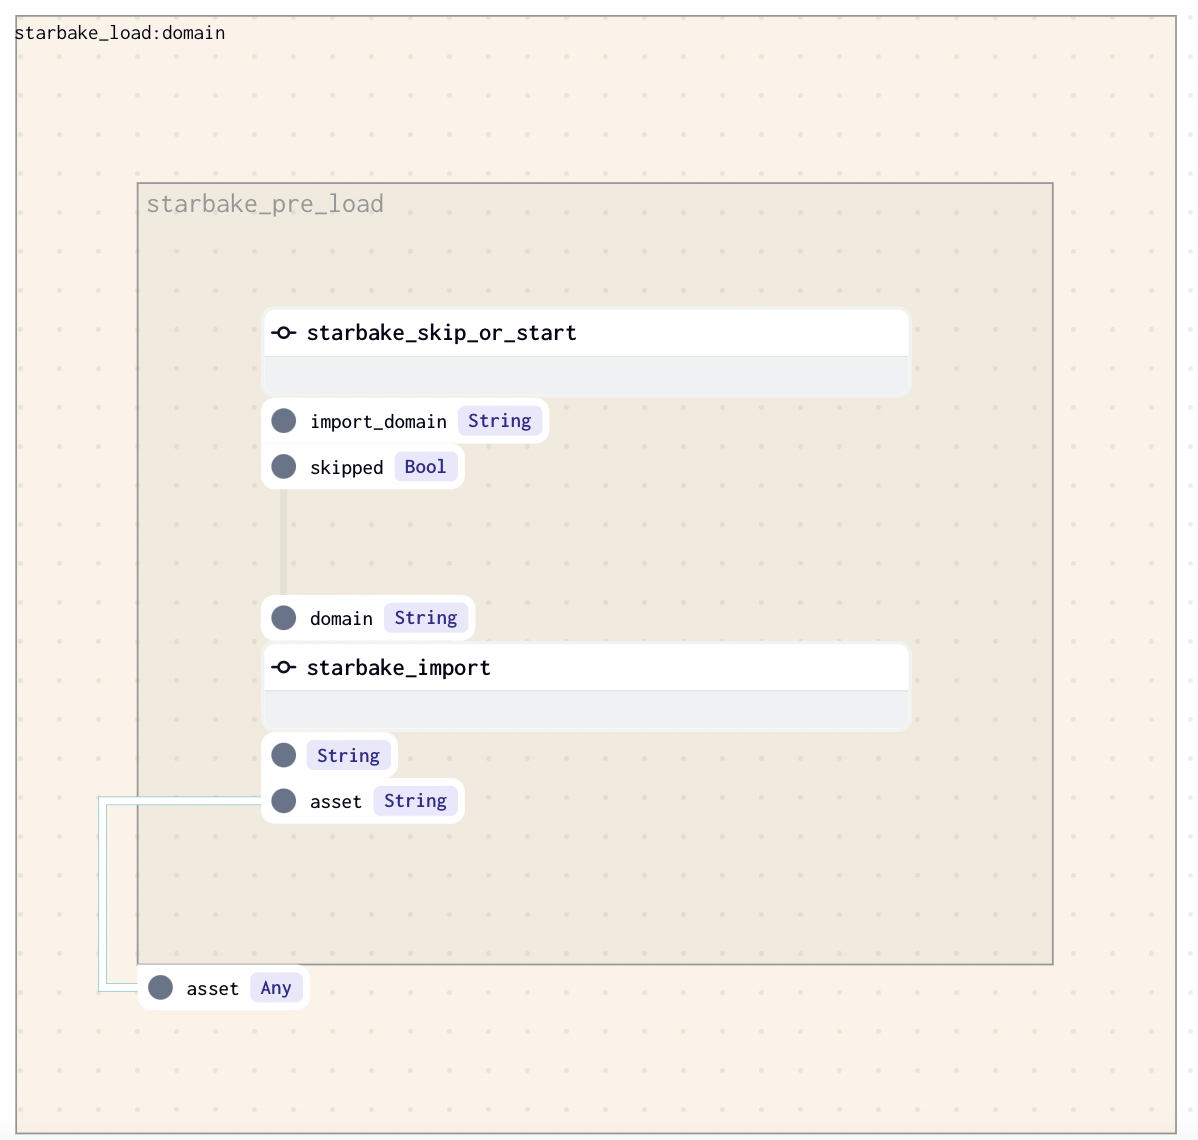 starbake_load:domain
starbake_pre_load
starbake_skip_or_start
import_domain String
skipped Bool
domain String
starbake_import
String
asset String
asset Any